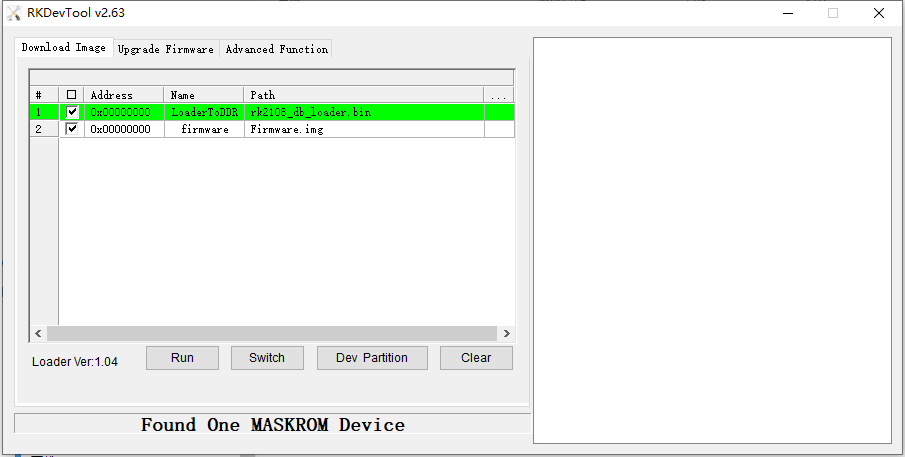 RKDevTool v2.63
Download Image Upgrade Firmware Advanced Function
# Address Name Path ...
1 0x00000000 LoaderToDDR rk2108_db_loader.bin
2 0x00000000 firmware Firmware.img
Loader Ver:1.04 Run Switch Dev Partition Clear
Found One MASKROM Device